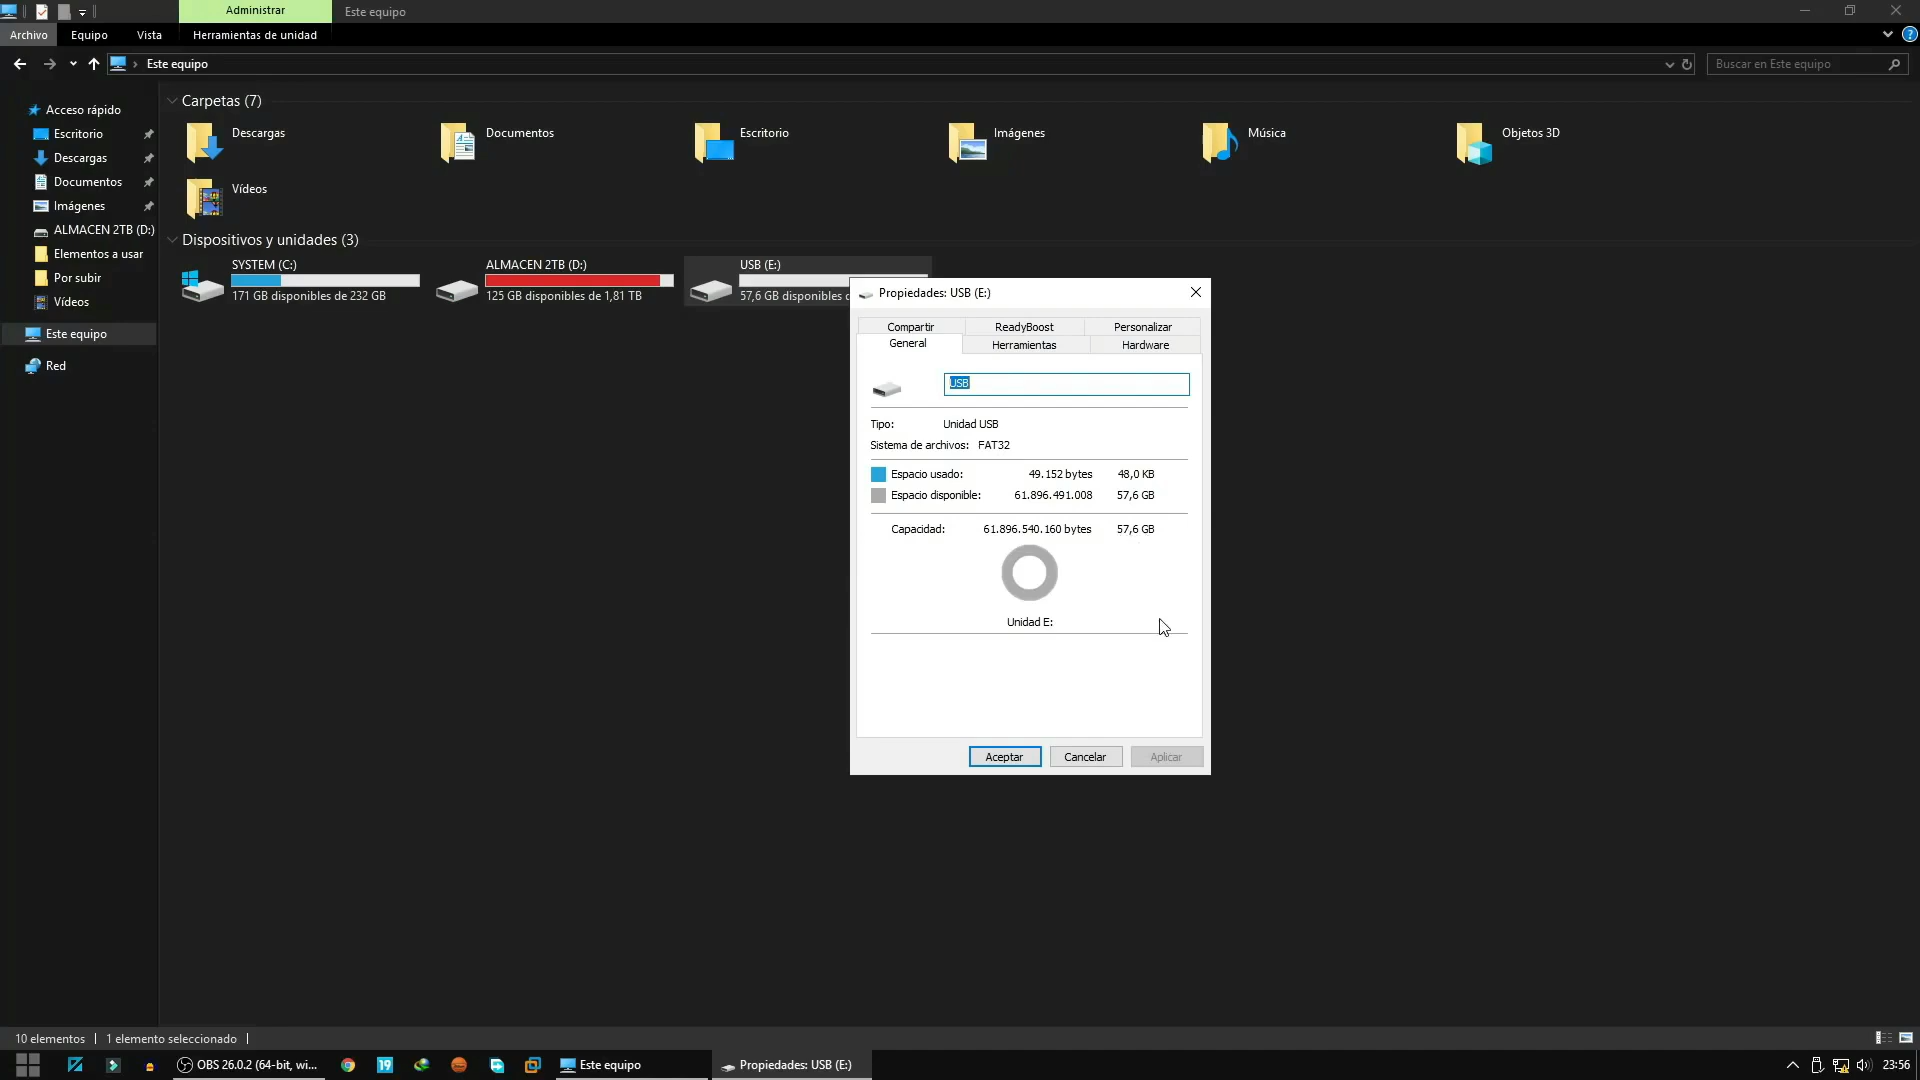 Administrar
Este equipo
Archivo
Equipo
Vista
Herramientas de unidad
Este equipo
Buscar en Este equipo
Acceso rápido
Escritorio
Descargas
Documentos
Imágenes
ALMACEN 2TB (D:)
Elementos a usar
Por subir
Vídeos
Este equipo
Red
Carpetas (7)
Descargas
Documentos
Escritorio
Imágenes
Música
Objetos 3D
Vídeos
Dispositivos y unidades (3)
SYSTEM (C:)
171 GB disponibles de 232 GB
ALMACEN 2TB (D:)
125 GB disponibles de 1,81 TB
USB (E:)
57,6 GB disponibles
Propiedades: USB (E:)
Compartir
ReadyBoost
Personalizar
General
Herramientas
Hardware
USB
Tipo: Unidad USB
Sistema de archivos: FAT32
Espacio usado: 49.152 bytes 48,0 KB
Espacio disponible: 61.896.491.008 57,6 GB
Capacidad: 61.896.540.160 bytes 57,6 GB
Unidad E:
Aceptar
Cancelar
Aplicar
10 elementos
1 elemento seleccionado
OBS 26.0.2 (64-bit, wi...
19
Este equipo
Propiedades: USB (E:)
23:56